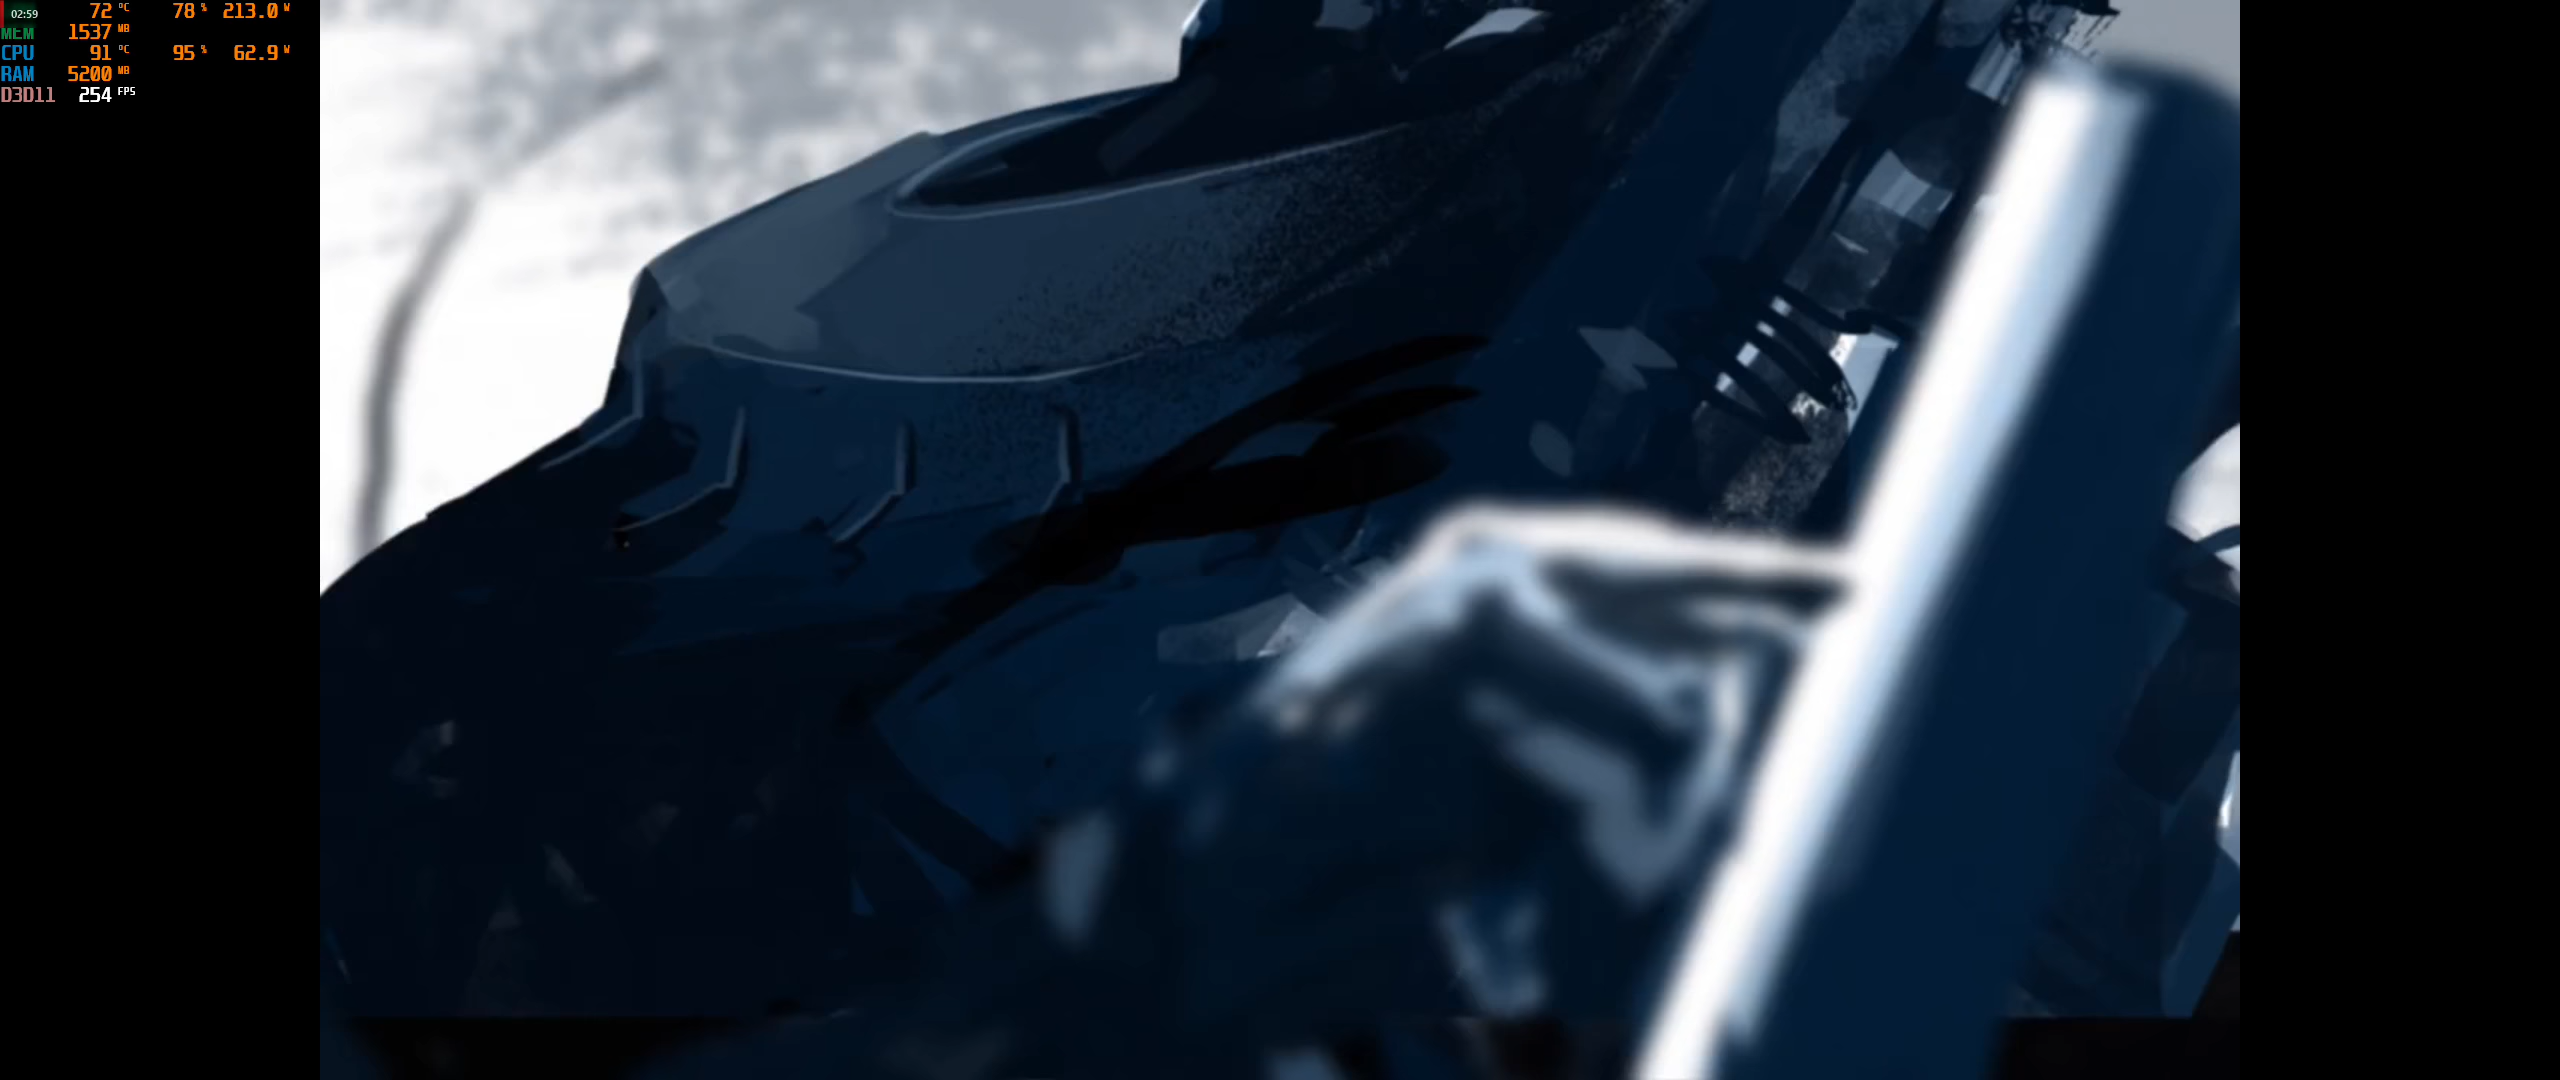 02:59 72 °C 78 % 213.0 W
MEM 1537 MB
CPU 91 °C 95 % 62.9 W
RAM 5200 MB
D3D11 254 FPS